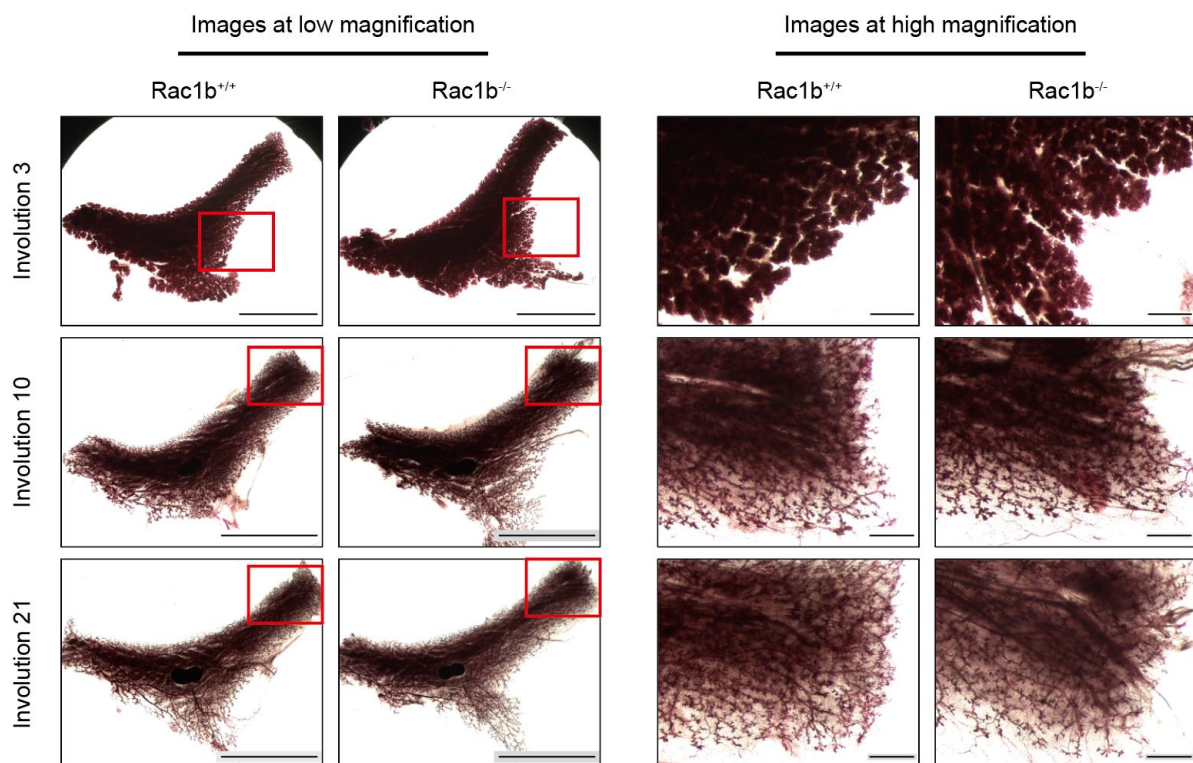 Images at low magnification
Images at high magnification
Rac1b+/+
Rac1b-/-
Rac1b+/+
Rac1b-/-
Involution 3
Involution 10
Involution 21